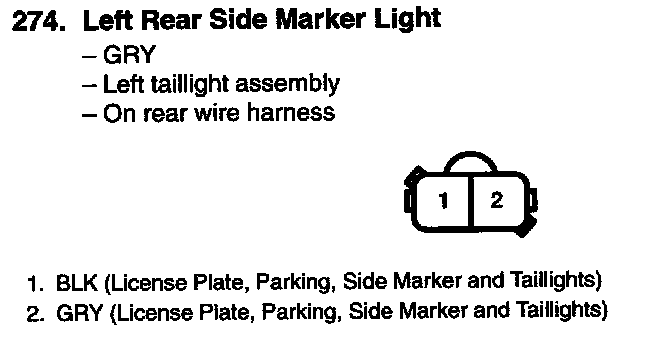 274. Left Rear Side Marker Light
– GRY
– Left taillight assembly
– On rear wire harness
1 2
1. BLK (License Plate, Parking, Side Marker and Taillights)
2. GRY (License Plate, Parking, Side Marker and Taillights)